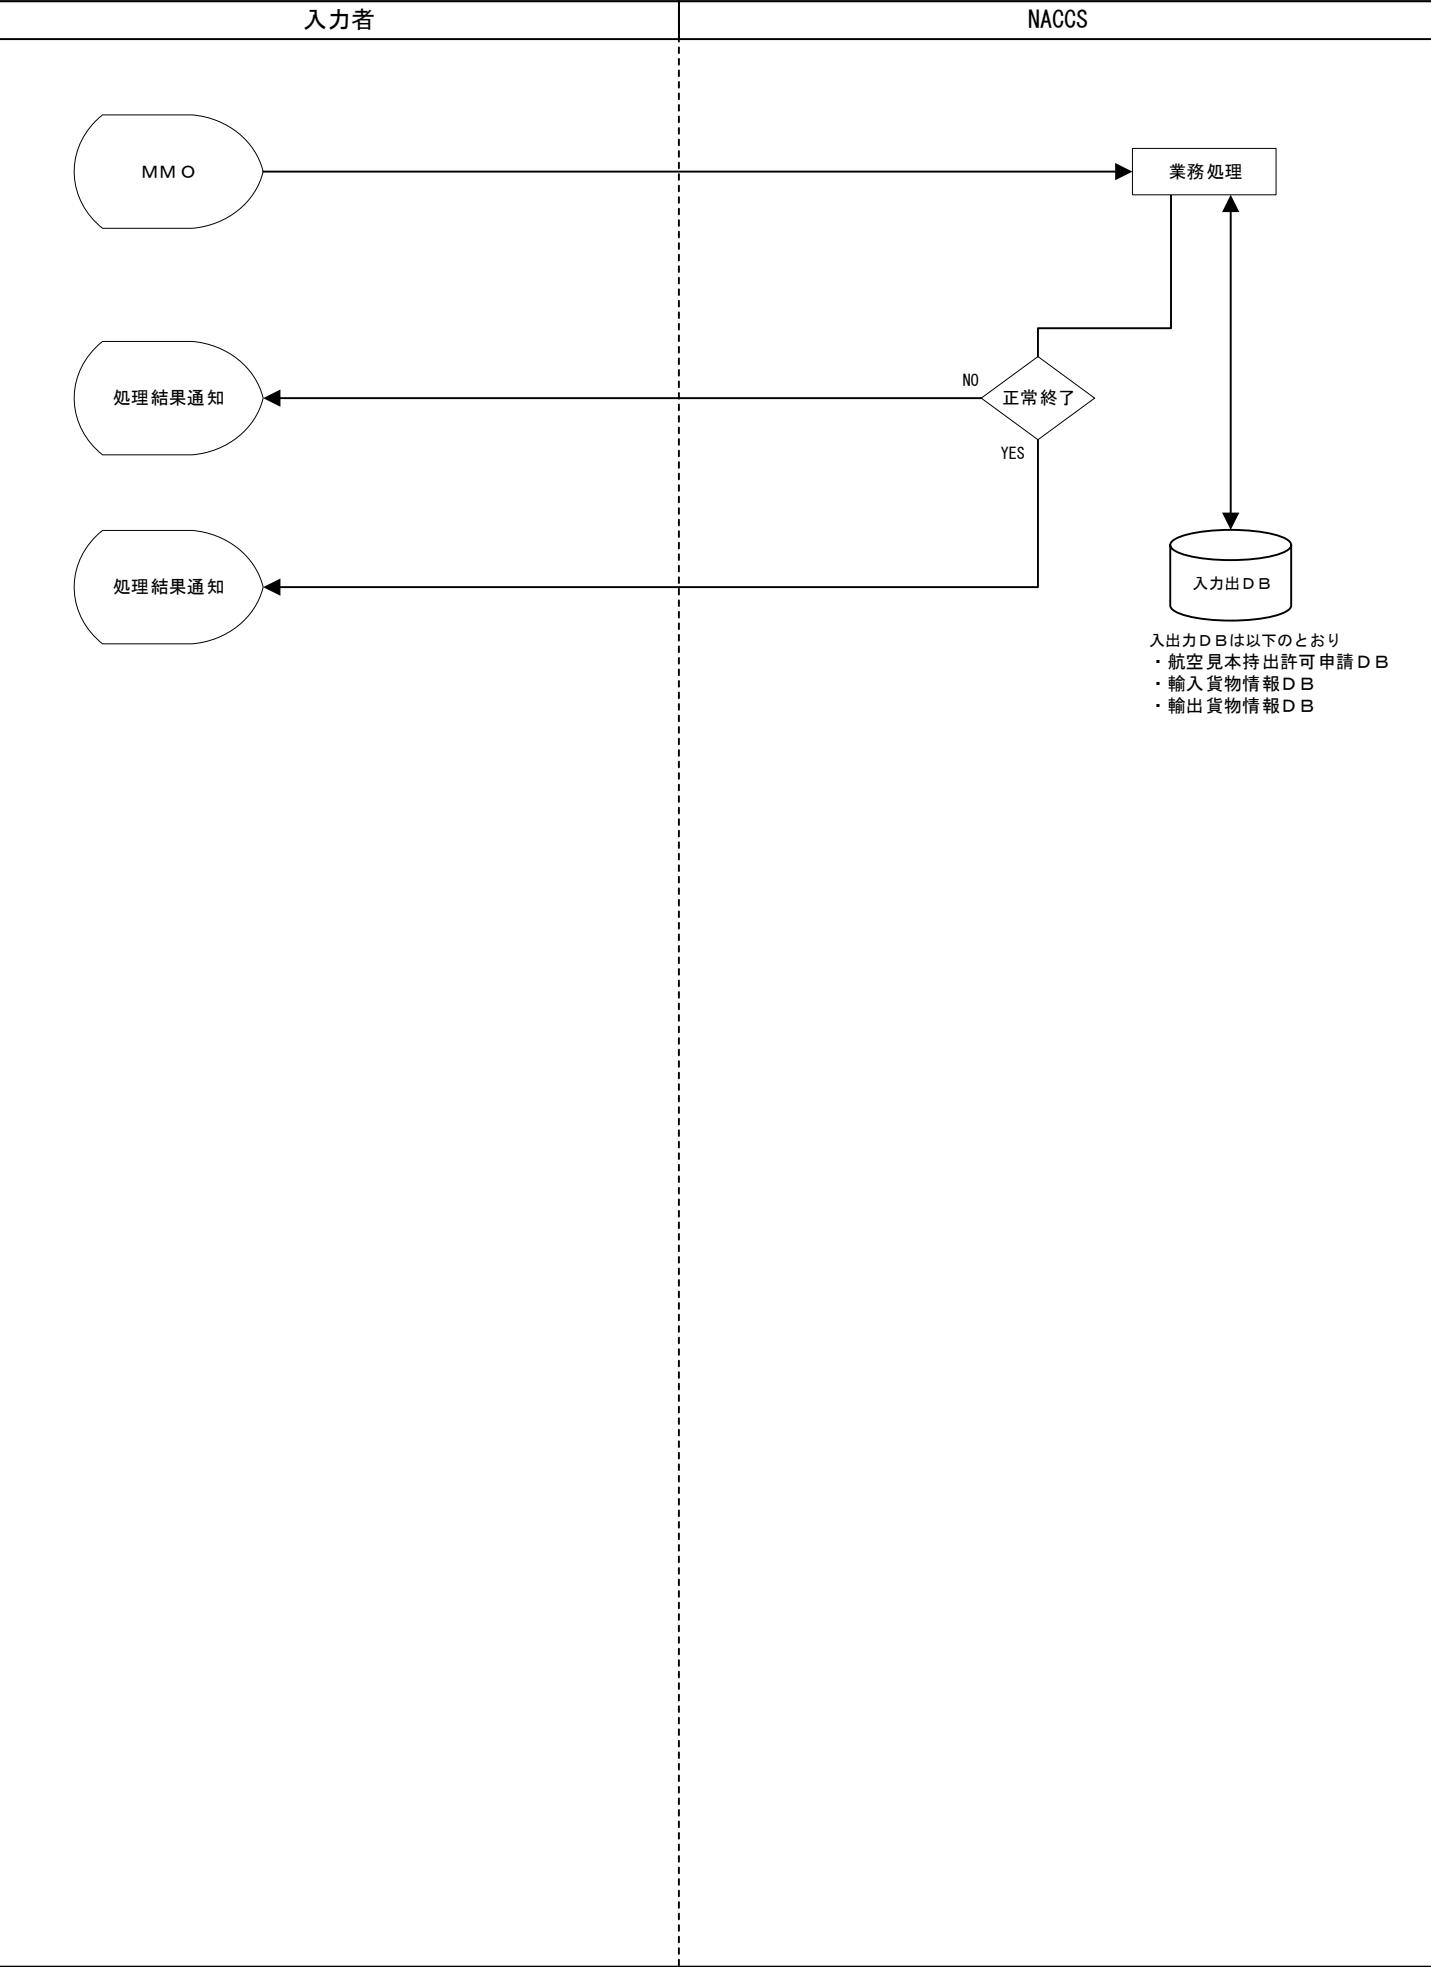 入力者
NACCS
ＭＭＯ
業務処理
処理結果通知
NO
正常終了
YES
処理結果通知
入力出ＤＢ
入出力ＤＢは以下のとおり
・航空見本持出許可申請ＤＢ
・輸入貨物情報ＤＢ
・輸出貨物情報ＤＢ